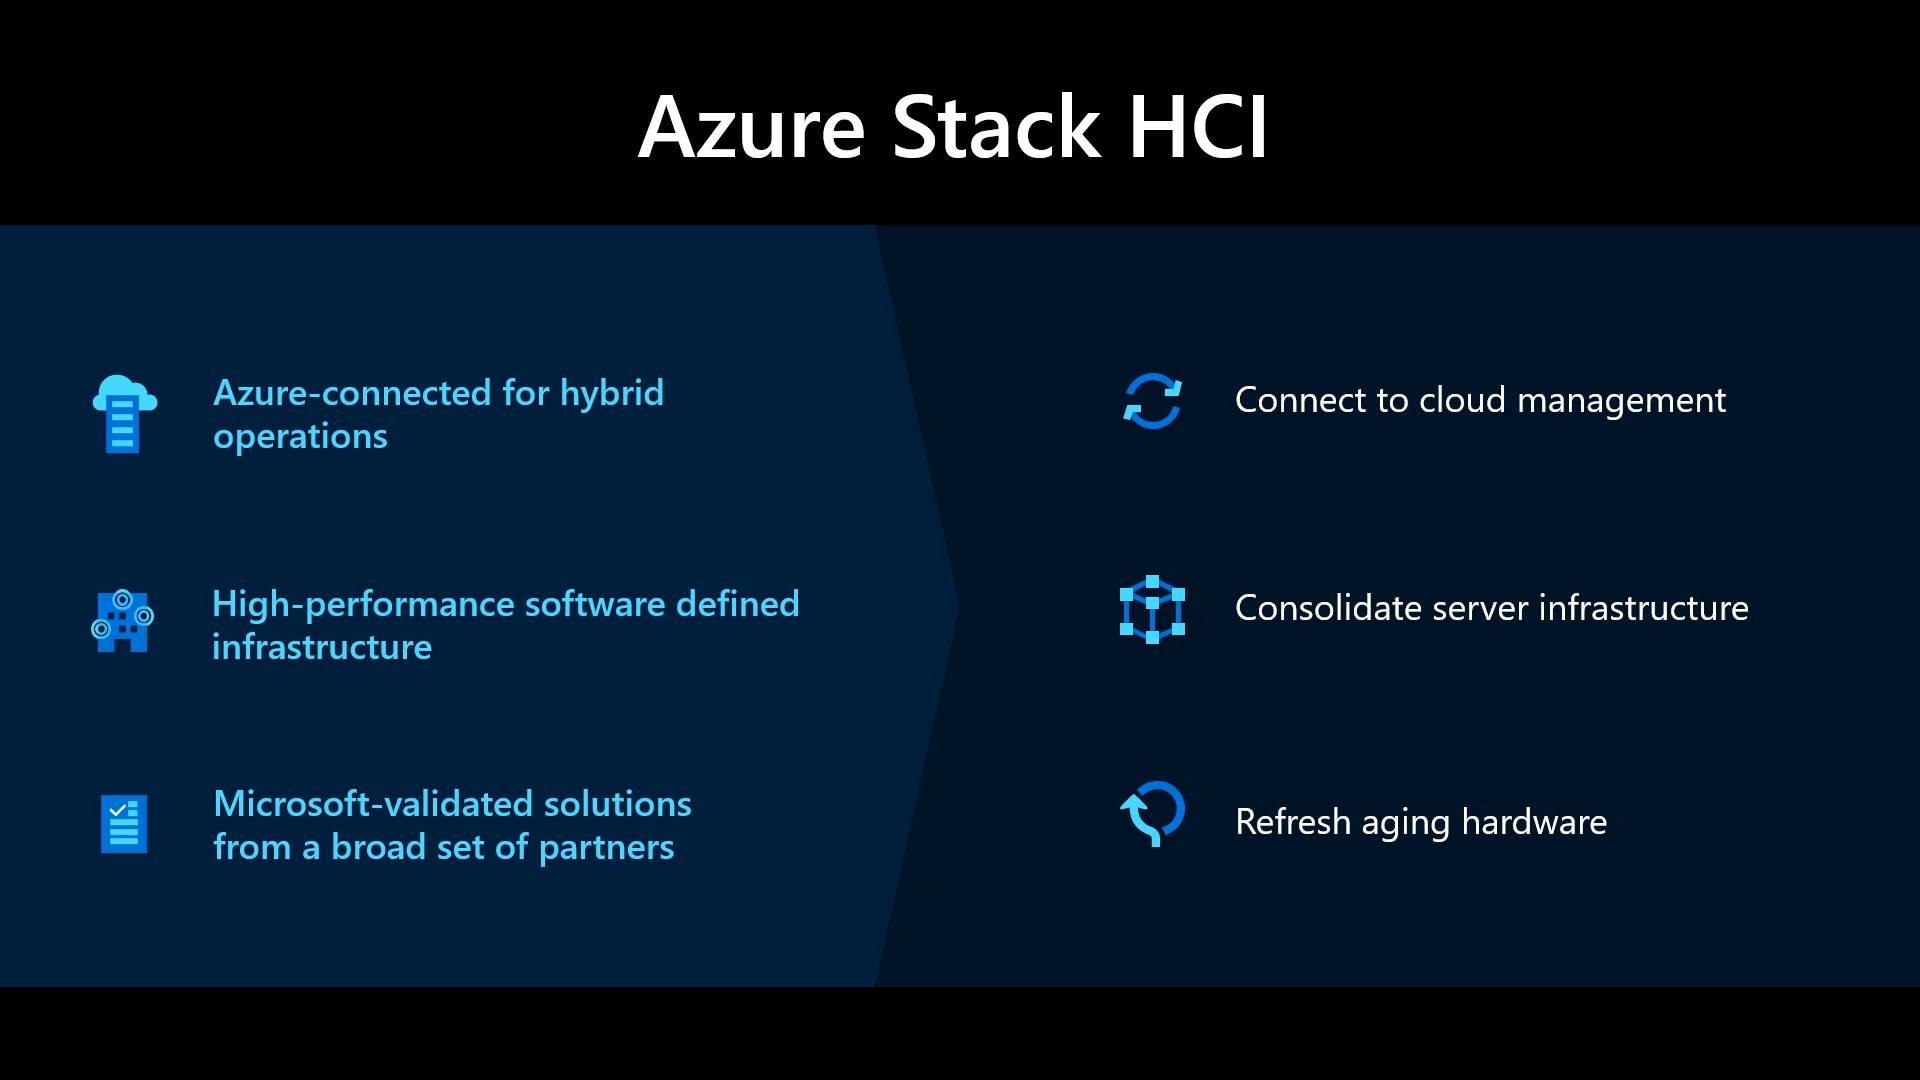 Azure Stack HCI
Azure-connected for hybrid
operations
High-performance software defined
infrastructure
Microsoft-validated solutions
from a broad set of partners
Connect to cloud management
Consolidate server infrastructure
Refresh aging hardware